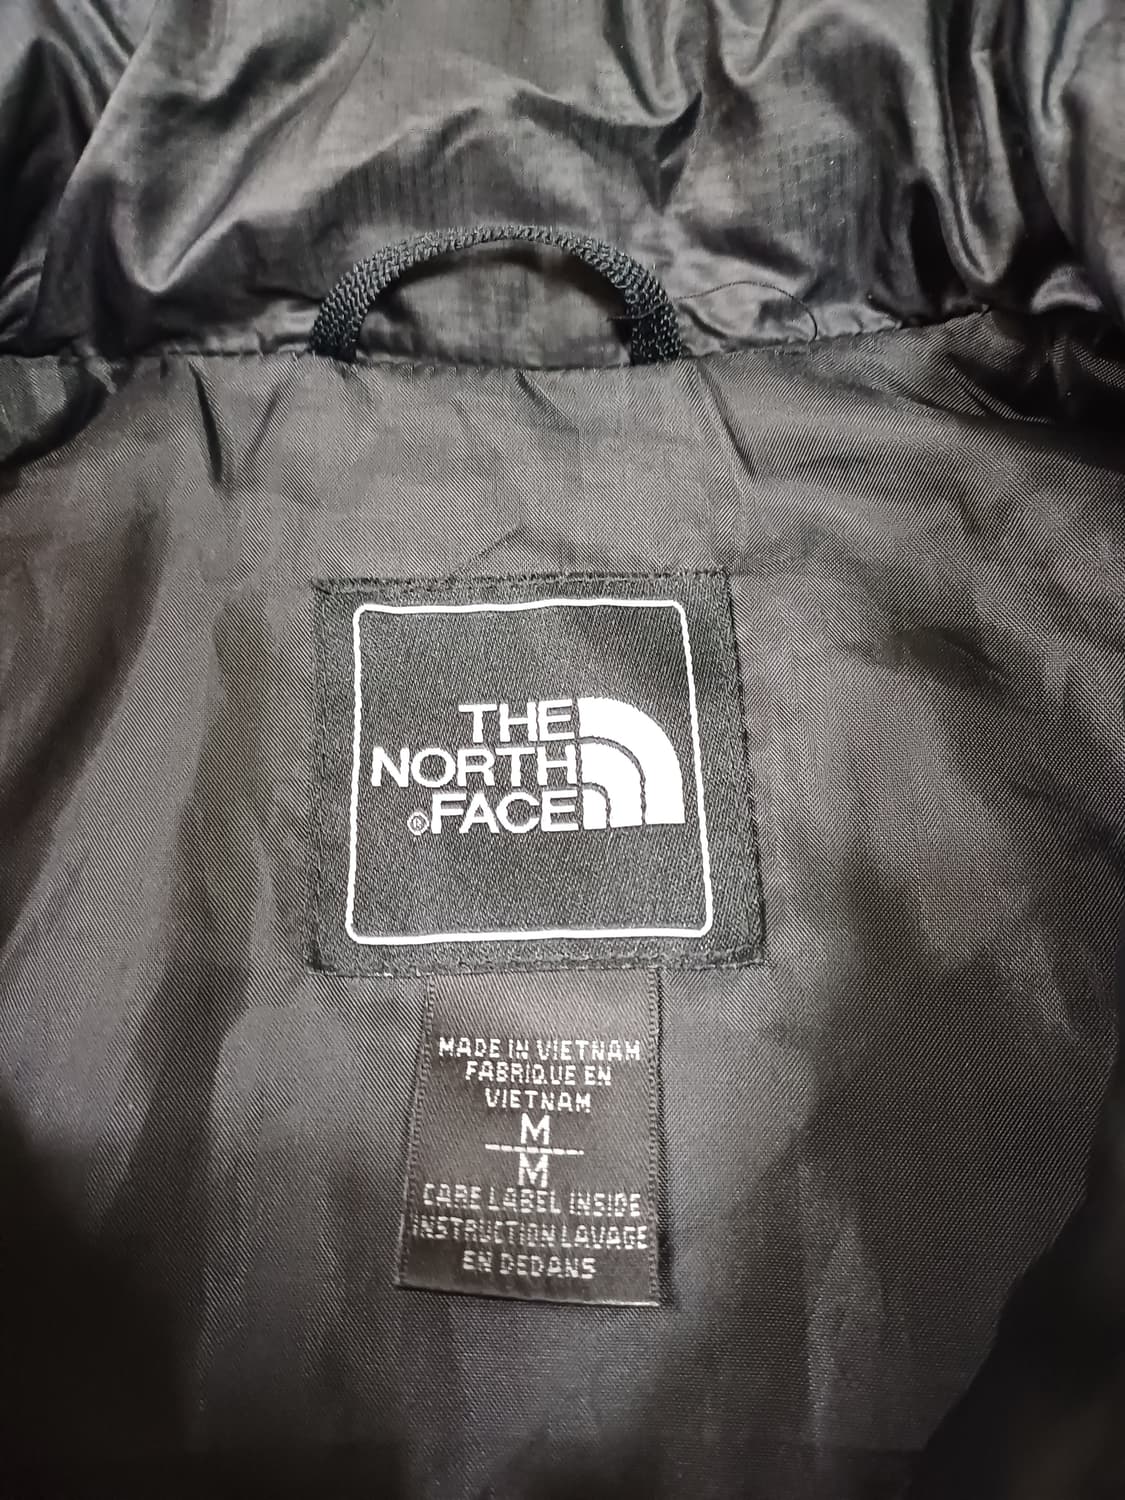 THE
NORTH
®FACE
MADE IN VIETNAM
FABRIQUE EN
VIETNAM
M
M
CARE LABEL INSIDE
INSTRUCTION LAVAGE
EN DEDANS